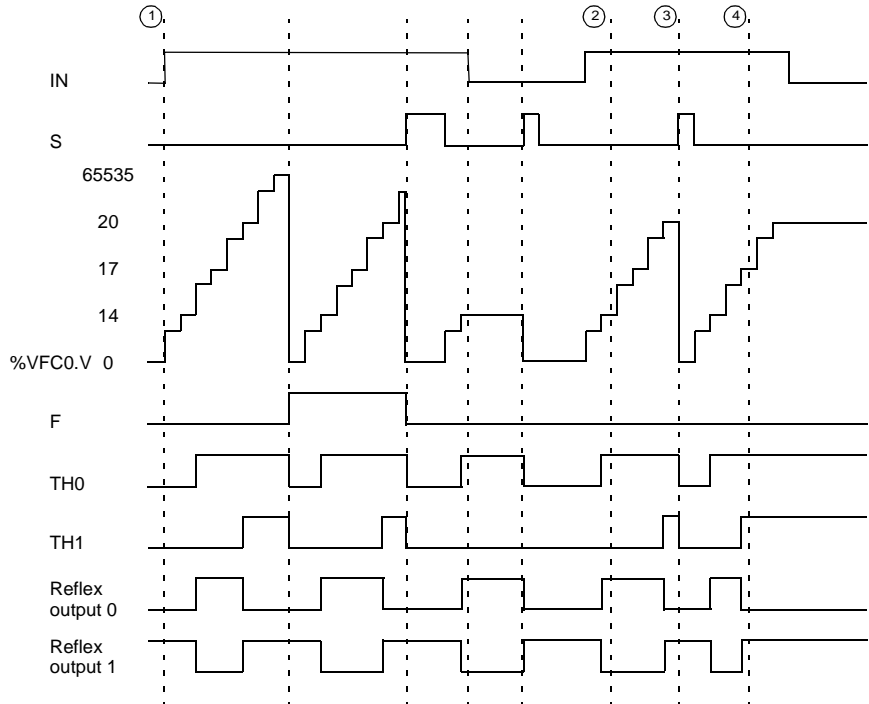 1 2 3 4
IN
S
65535
20
17
14
%VFC0.V 0
F
TH0
TH1
Reflex
output 0
Reflex
output 1